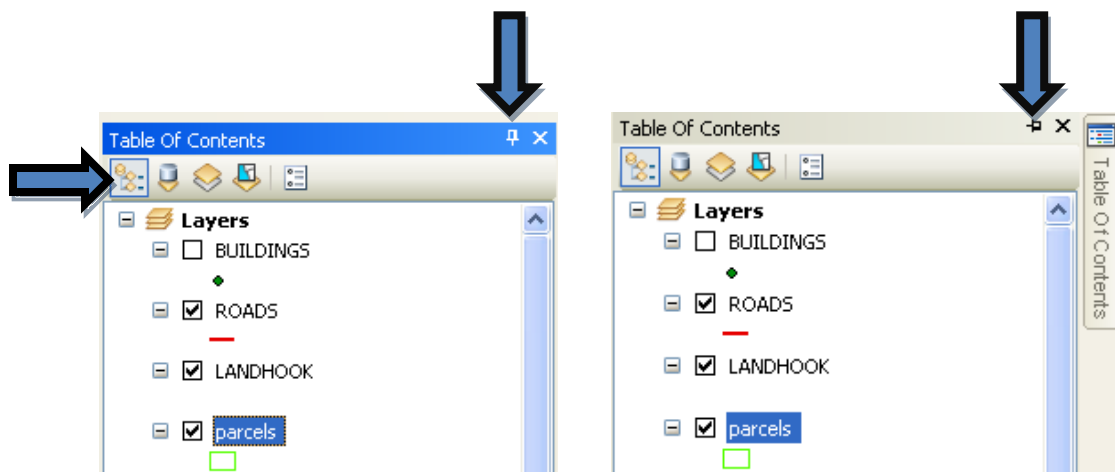 Table Of Contents
Layers
BUILDINGS
ROADS
LANDHOOK
parcels
Table Of Contents
Layers
BUILDINGS
ROADS
LANDHOOK
parcels
Table Of Contents